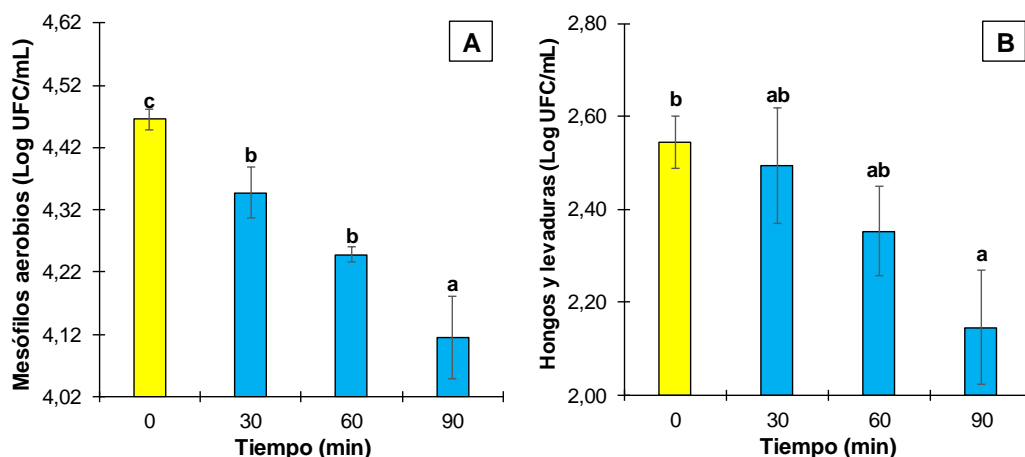 A
Mesófilos aerobios (Log UFC/mL)
4,62
4,52
4,42
4,32
4,22
4,12
4,02
c
b
b
a
0 30 60 90
Tiempo (min)
B
Hongos y levaduras (Log UFC/mL)
2,80
2,60
2,40
2,20
2,00
b
ab
ab
a
0 30 60 90
Tiempo (min)